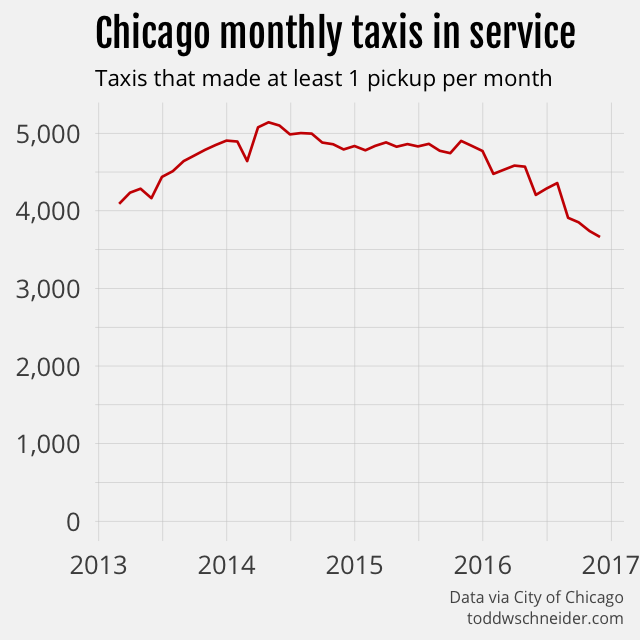 Chicago monthly taxis in service
Taxis that made at least 1 pickup per month
5,000
4,000
3,000
2,000
1,000
0
2013 2014 2015 2016 2017
Data via City of Chicago
toddwschneider.com